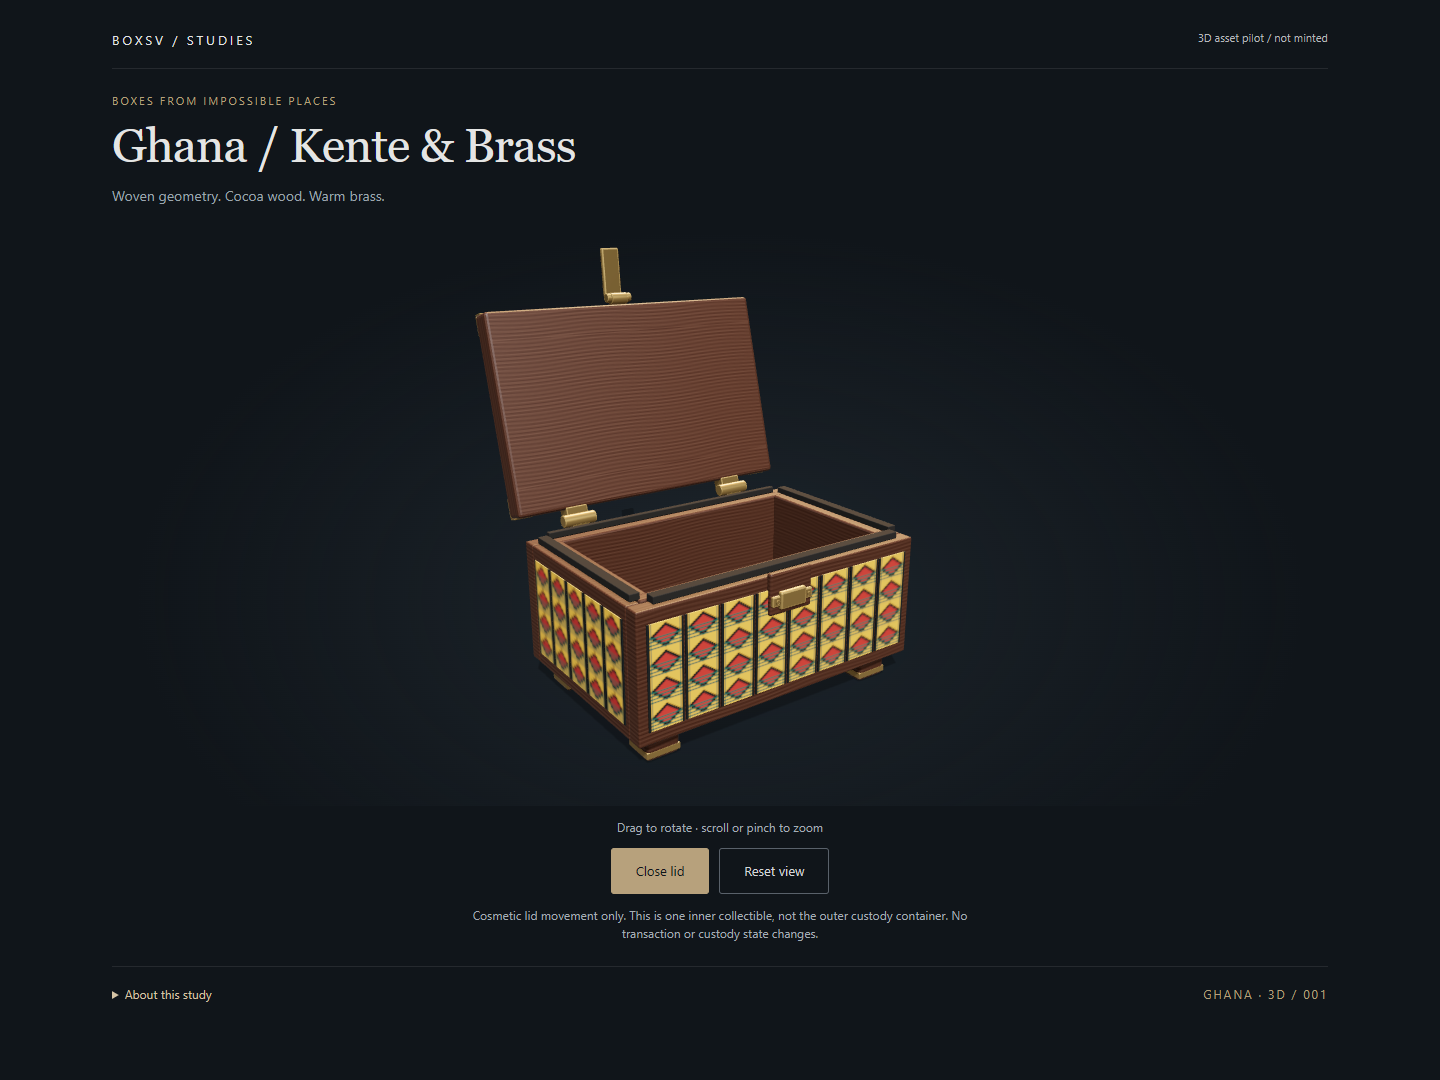 BOXSV / STUDIES
3D asset pilot / not minted
BOXES FROM IMPOSSIBLE PLACES
Ghana / Kente & Brass
Woven geometry. Cocoa wood. Warm brass.
Drag to rotate · scroll or pinch to zoom
Close lid
Reset view
Cosmetic lid movement only. This is one inner collectible, not the outer custody container. No
transaction or custody state changes.
About this study
GHANA · 3D / 001